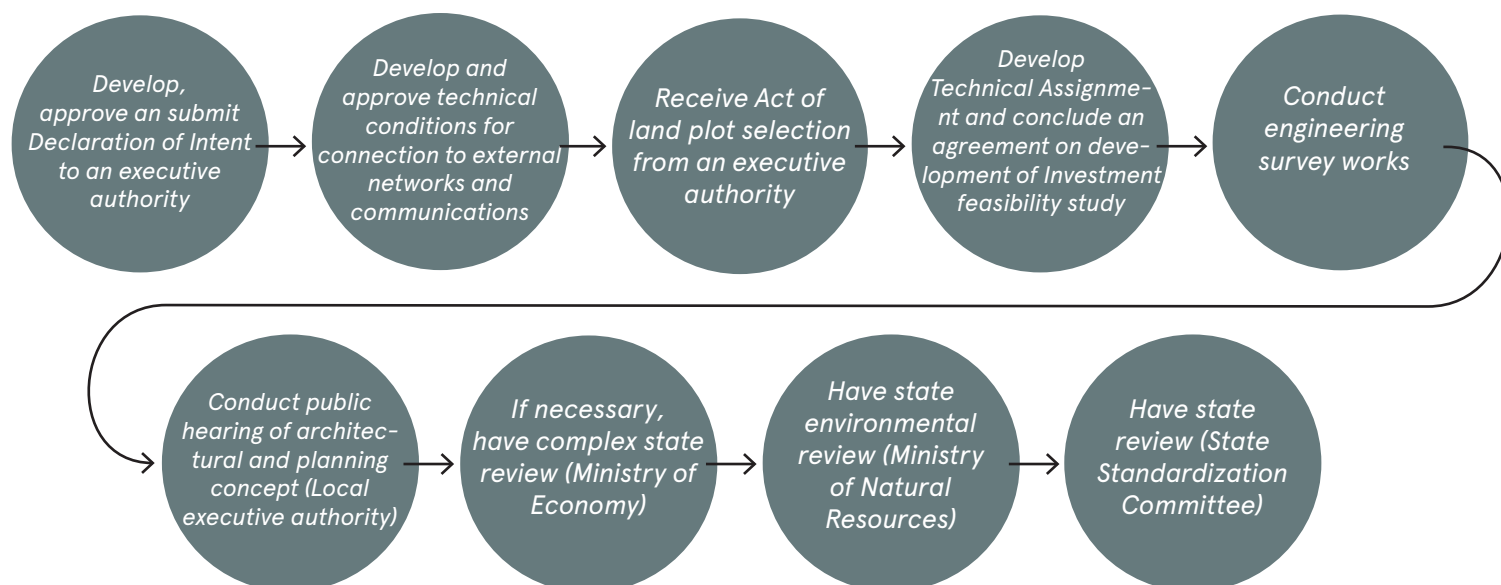 Develop,
approve an submit
Declaration of Intent
to an executive
authority
Develop and
approve technical
conditions for
connection to external
networks and
communications
Receive Act of
land plot selection
from an executive
authority
Develop
Technical Assignme-
nt and conclude an
agreement on deve-
lopment of Investment
feasibility study
Conduct
engineering
survey works
Conduct public
hearing of architec-
tural and planning
concept (Local
executive authority)
If necessary,
have complex state
review (Ministry of
Economy)
Have state
environmental
review (Ministry
of Natural
Resources)
Have state
review (State
Standardization
Committee)